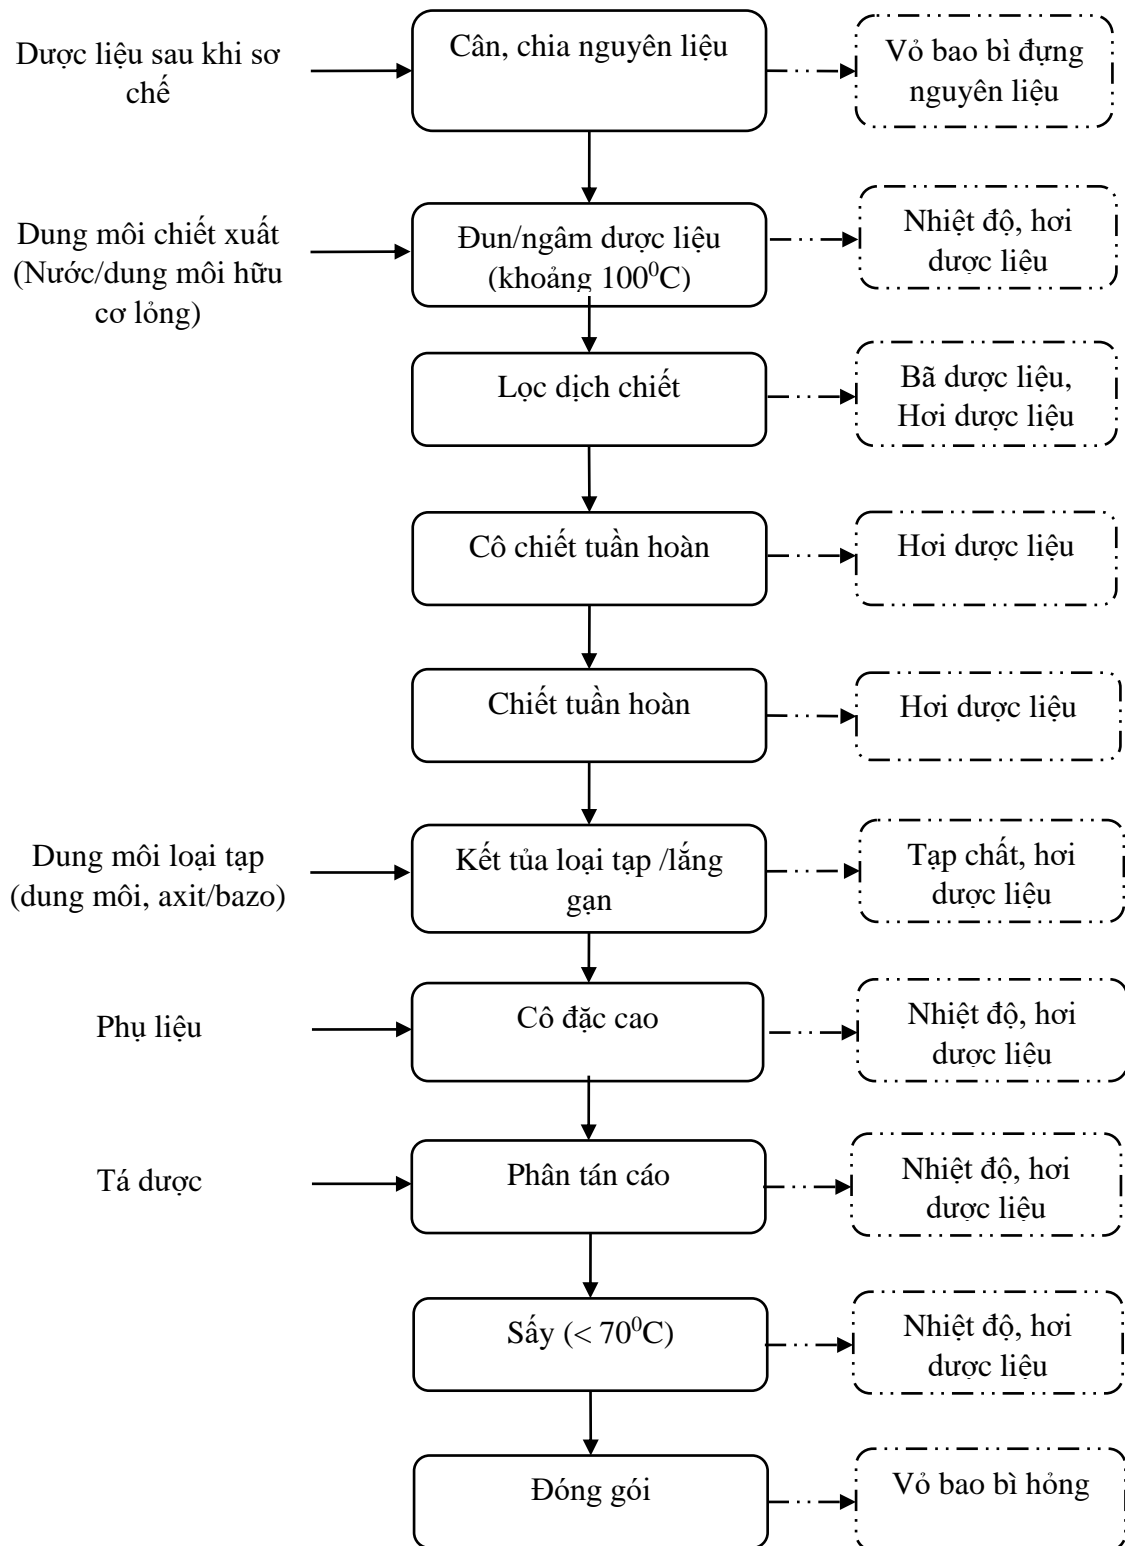 Dược liệu sau khi sơ
chế
Cân, chia nguyên liệu
Vỏ bao bì đựng
nguyên liệu
Dung môi chiết xuất
(Nước/dung môi hữu
cơ lỏng)
Đun/ngâm dược liệu
(khoảng 100⁰C)
Nhiệt độ, hơi
dược liệu
Lọc dịch chiết
Bã dược liệu,
Hơi dược liệu
Cô chiết tuần hoàn
Hơi dược liệu
Chiết tuần hoàn
Hơi dược liệu
Dung môi loại tạp
(dung môi, axit/bazo)
Kết tủa loại tạp /lắng
gạn
Tạp chất, hơi
dược liệu
Phụ liệu
Cô đặc cao
Nhiệt độ, hơi
dược liệu
Tá dược
Phân tán cáo
Nhiệt độ, hơi
dược liệu
Sấy (< 70⁰C)
Nhiệt độ, hơi
dược liệu
Đóng gói
Vỏ bao bì hỏng